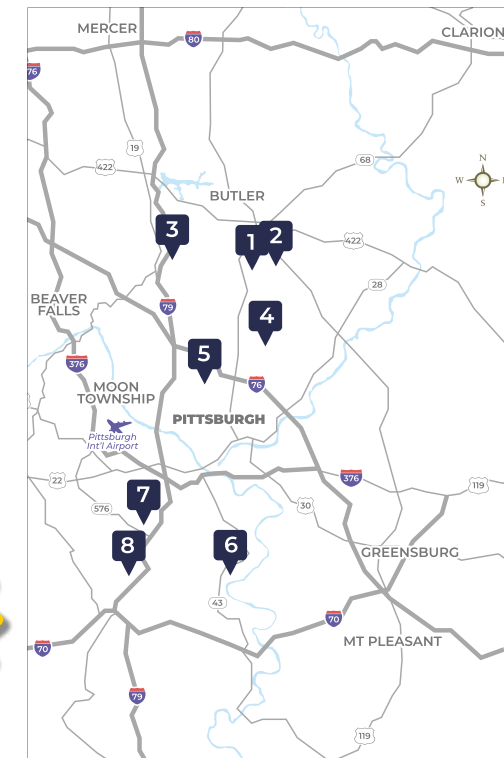 MERCER
80
CLARION
76
19
422
68
N
W
S
BUTLER
3
1
2
422
28
79
BEAVER
FALLS
4
5
376
76
MOON
TOWNSHIP
PITTSBURGH
Pittsburgh
Int'l Airport
22
376
119
7
576
30
8
6
GREENSBURG
43
70
70
MT PLEASANT
79
119